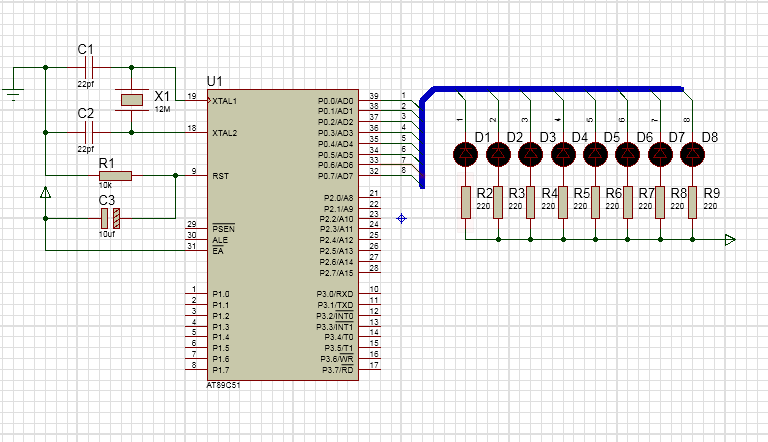 C1
22pf
X1
12M
C2
22pf
R1
10k
C3
10uf
U1
19 XTAL1
18 XTAL2
9 RST
29 PSEN
30 ALE
31 EA
1 P1.0
2 P1.1
3 P1.2
4 P1.3
5 P1.4
6 P1.5
7 P1.6
8 P1.7
P0.0/AD0 39 1
P0.1/AD1 38 2
P0.2/AD2 37 3
P0.3/AD3 36 4
P0.4/AD4 35 5
P0.5/AD5 34 6
P0.6/AD6 33 7
P0.7/AD7 32 8
P2.0/A8 21
P2.1/A9 22
P2.2/A10 23
P2.3/A11 24
P2.4/A12 25
P2.5/A13 26
P2.6/A14 27
P2.7/A15 28
P3.0/RXD 10
P3.1/TXD 11
P3.2/INT0 12
P3.3/INT1 13
P3.4/T0 14
P3.5/T1 15
P3.6/WR 16
P3.7/RD 17
AT89C51
1 2 3 4 5 6 7 8
D1 D2 D3 D4 D5 D6 D7 D8
R2 R3 R4 R5 R6 R7 R8 R9
220 220 220 220 220 220 220 220